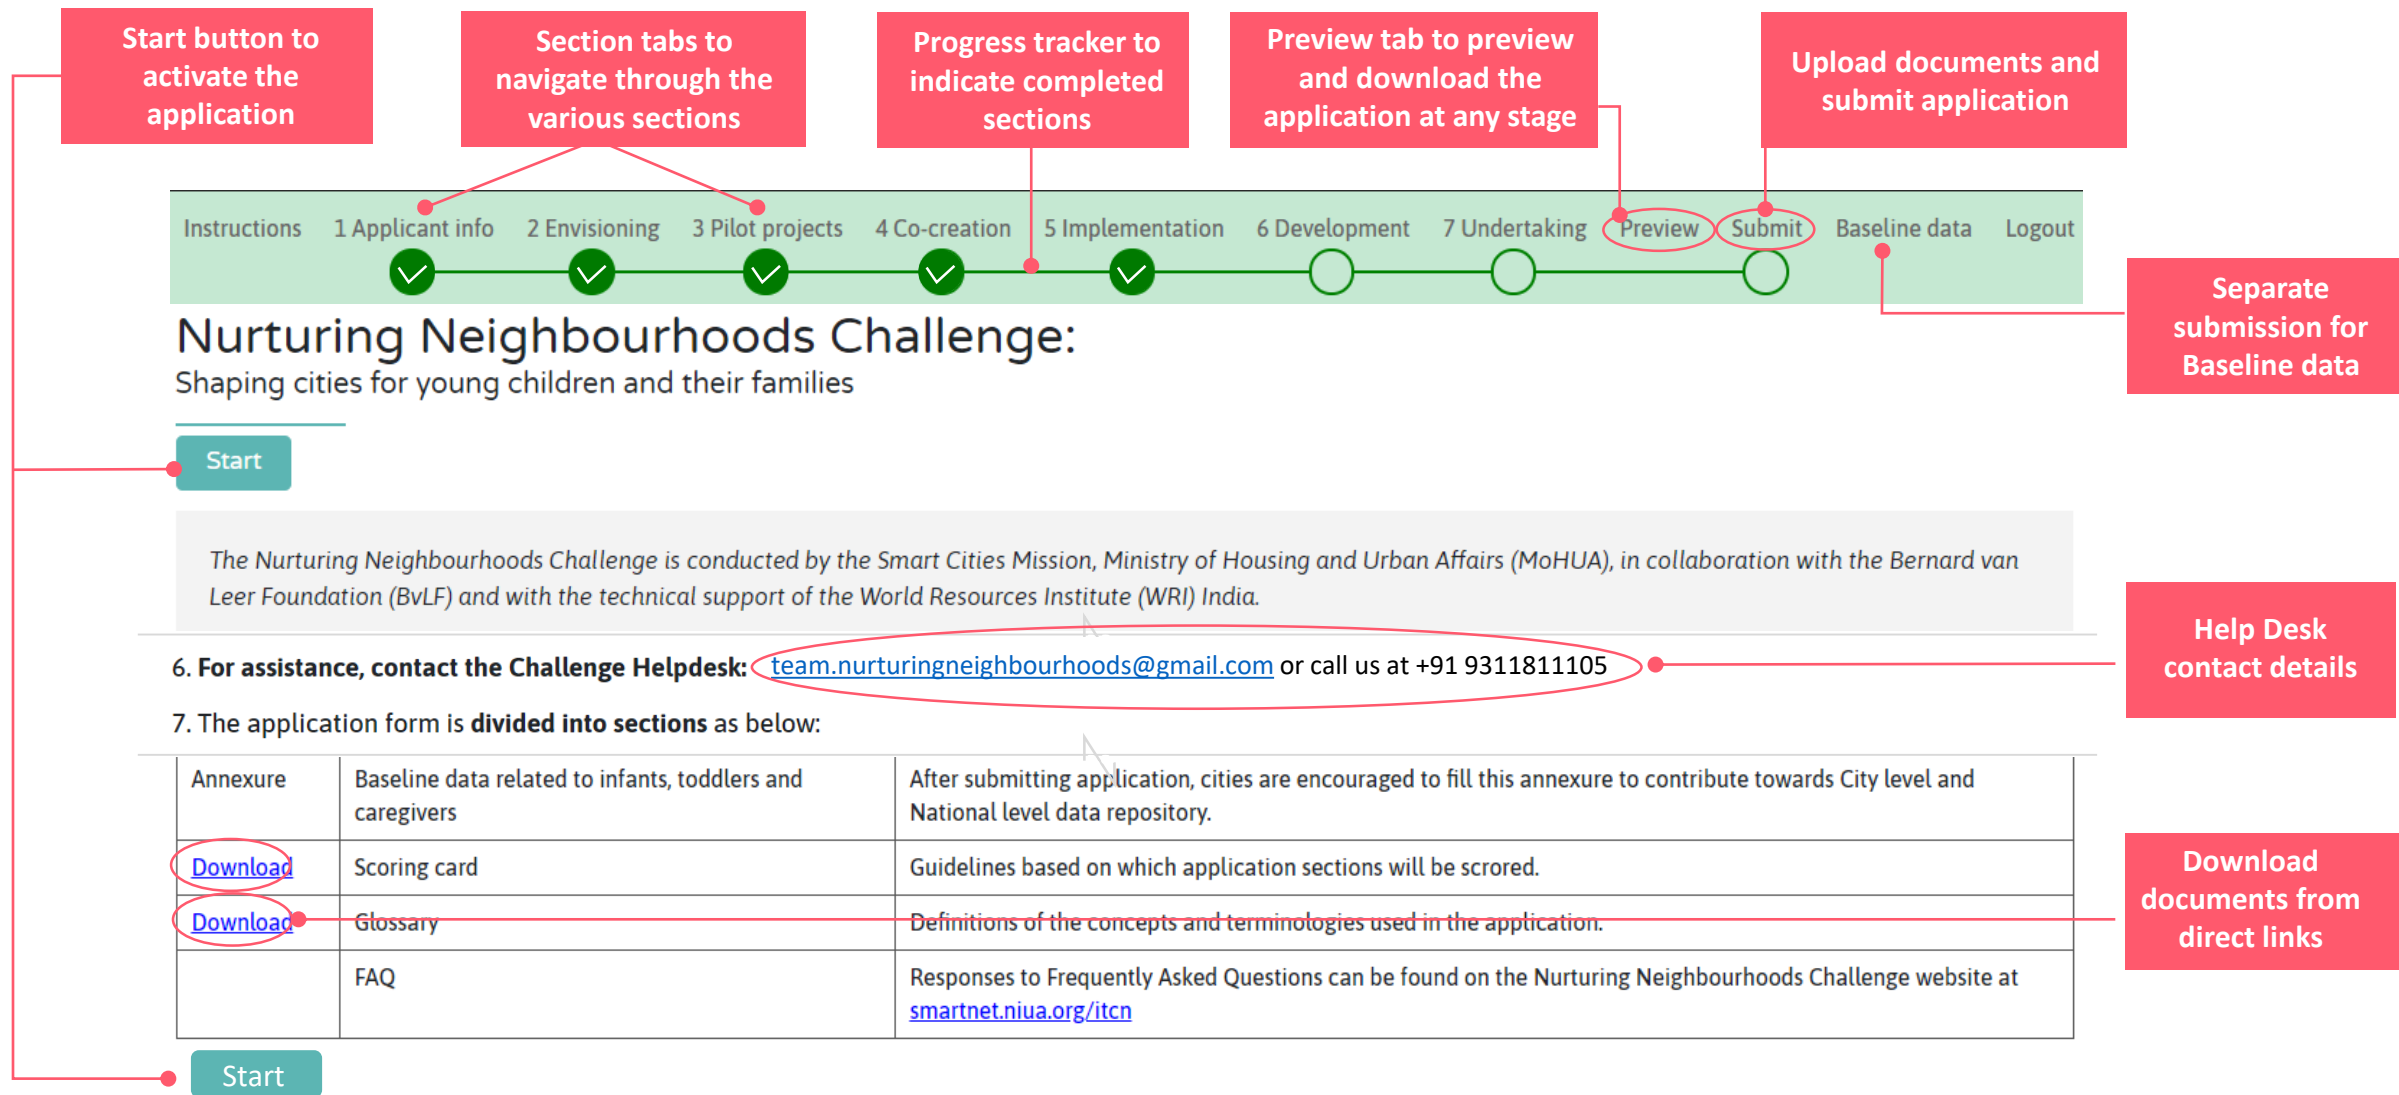 Start button to
activate the
application
Section tabs to
navigate through the
various sections
Progress tracker to
indicate completed
sections
Preview tab to preview
and download the
application at any stage
Upload documents and
submit application
Instructions 1 Applicant info 2 Envisioning 3 Pilot projects 4 Co-creation 5 Implementation 6 Development 7 Undertaking Preview Submit Baseline data Logout
Separate
submission for
Baseline data
Nurturing Neighbourhoods Challenge:
Shaping cities for young children and their families
Start
The Nurturing Neighbourhoods Challenge is conducted by the Smart Cities Mission, Ministry of Housing and Urban Affairs (MoHUA), in collaboration with the Bernard van
Leer Foundation (BvLF) and with the technical support of the World Resources Institute (WRI) India.
6. For assistance, contact the Challenge Helpdesk: team.nurturingneighbourhoods@gmail.com or call us at +91 9311811105
Help Desk
contact details
7. The application form is divided into sections as below:
Annexure Baseline data related to infants, toddlers and
caregivers
After submitting application, cities are encouraged to fill this annexure to contribute towards City level and
National level data repository.
Download Scoring card Guidelines based on which application sections will be scrored.
Download Glossary Definitions of the concepts and terminologies used in the application.
Download
documents from
direct links
FAQ Responses to Frequently Asked Questions can be found on the Nurturing Neighbourhoods Challenge website at
smartnet.niua.org/itcn
Start